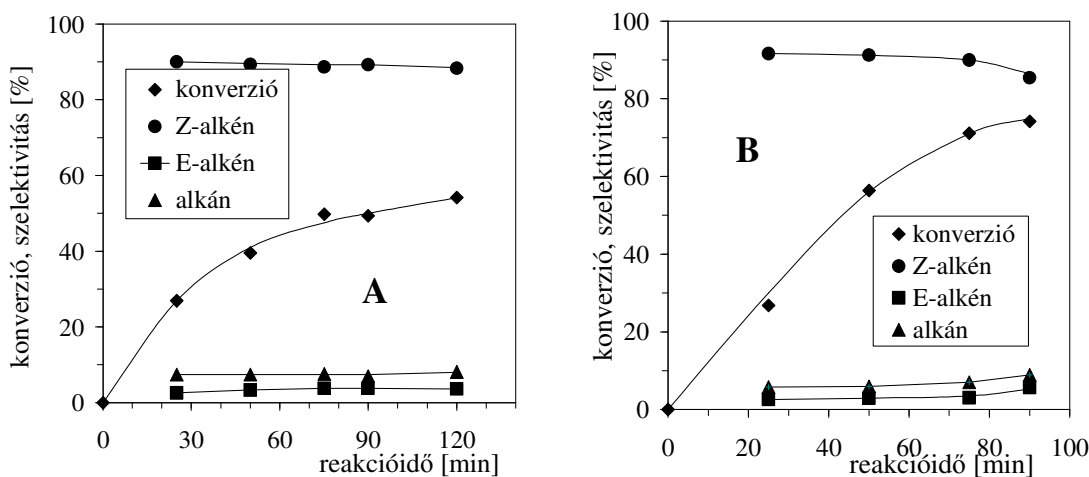 konverzió, szelektivitás [%]
100
80
60
40
20
0
konverzió
Z-alkén
E-alkén
alkán
A
0 30 60 90 120
reakcióidő [min]
konverzió, szelektivitás [%]
100
80
60
40
20
0
B
konverzió
Z-alkén
E-alkén
alkán
0 20 40 60 80 100
reakcióidő [min]